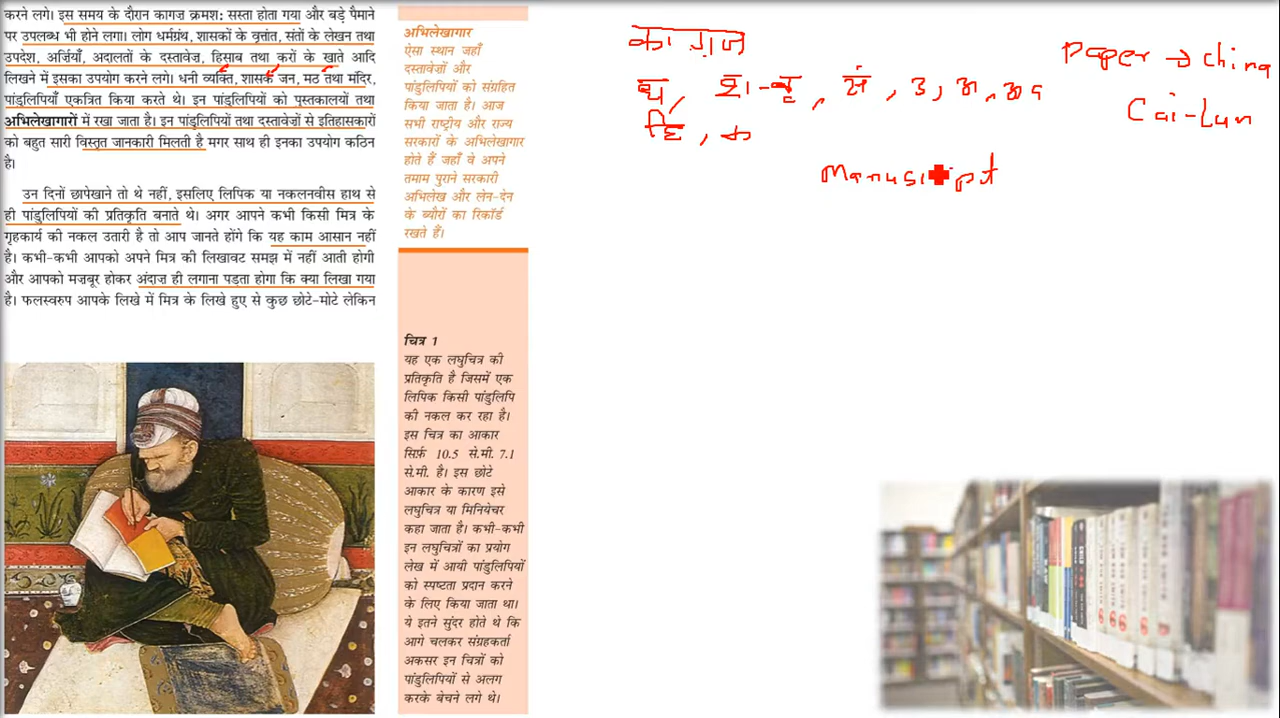 करने लगे। इस समय के दौरान कागज़ क्रमश: सस्ता होता गया और बड़े पैमाने
पर उपलब्ध भी होने लगा। लोग धर्मग्रंथ, शासकों के वृत्तांत, संतों के लेखन तथा
उपदेश, अर्ज़ियाँ, अदालतों के दस्तावेज़, हिसाब तथा करों के खाते आदि
लिखने में इसका उपयोग करने लगे। धनी व्यक्ति, शासक जन, मठ तथा मंदिर,
पांडुलिपियाँ एकत्रित किया करते थे। इन पांडुलिपियों को पुस्तकालयों तथा
अभिलेखागारों में रखा जाता है। इन पांडुलिपियों तथा दस्तावेज़ों से इतिहासकारों
को बहुत सारी विस्तृत जानकारी मिलती है मगर साथ ही इनका उपयोग कठिन
है।
उन दिनों छापेखाने तो थे नहीं, इसलिए लिपिक या नकलनवीस हाथ से
ही पांडुलिपियों की प्रतिकृति बनाते थे। अगर आपने कभी किसी मित्र के
गृहकार्य की नकल उतारी है तो आप जानते होंगे कि यह काम आसान नहीं
है। कभी-कभी आपको अपने मित्र की लिखावट समझ में नहीं आती होगी
और आपको मजबूर होकर अंदाज़ ही लगाना पड़ता होगा कि क्या लिखा गया
है। फलस्वरुप आपके लिखे में मित्र के लिखे हुए से कुछ छोटे-मोटे लेकिन
अभिलेखागार
ऐसा स्थान जहाँ
दस्तावेज़ों और
पांडुलिपियों को संग्रहित
किया जाता है। आज
सभी राष्ट्रीय और राज्य
सरकारों के अभिलेखागार
होते हैं जहाँ वे अपने
तमाम पुराने सरकारी
अभिलेख और लेन-देन
के ब्यौरों का रिकॉर्ड
रखते हैं।
चित्र 1
यह एक लघुचित्र की
प्रतिकृति है जिसमें एक
लिपिक किसी पांडुलिपि
की नकल कर रहा है।
इस चित्र का आकार
सिर्फ़ 10.5 से.मी. 7.1
से.मी. है। इस छोटे
आकार के कारण इसे
लघुचित्र या मिनियेचर
कहा जाता है। कभी-कभी
इन लघुचित्रों का प्रयोग
लेख में आयी पांडुलिपियों
को स्पष्टता प्रदान करने
के लिए किया जाता था।
ये इतने सुंदर होते थे कि
आगे चलकर संग्रहकर्ता
अकसर इन चित्रों को
पांडुलिपियों से अलग
करके बेचने लगे थे।
कागज
ध, शा-वृ, सं, उ, अ, अद
हि, क
Paper → China
Cai-Lun